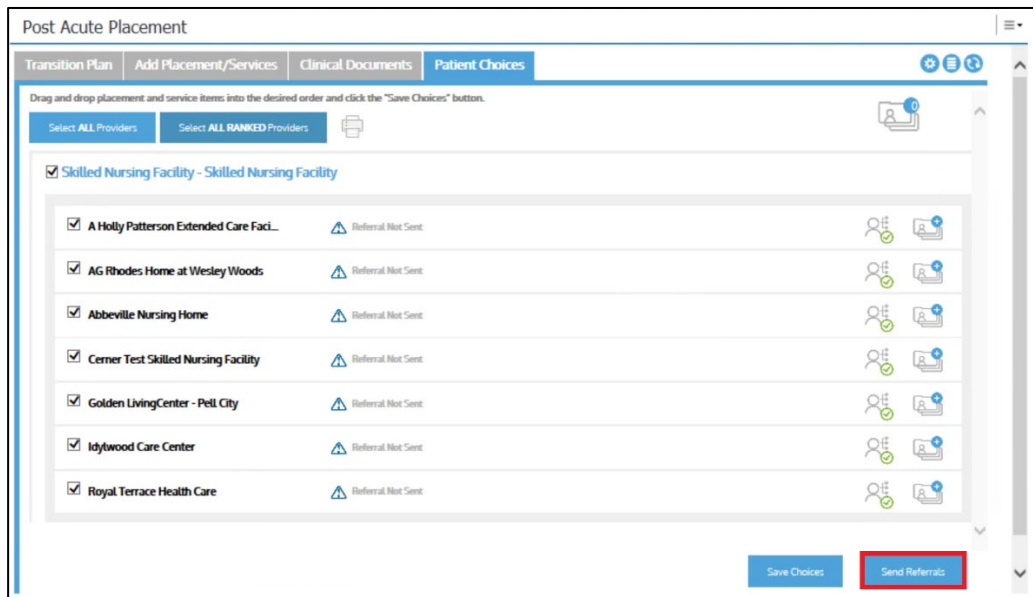 Post Acute Placement
Transition Plan Add Placement/Services Clinical Documents Patient Choices
Drag and drop placement and service items into the desired order and click the "Save Choices" button.
Select ALL Providers Select ALL RANKED Providers 0
Skilled Nursing Facility - Skilled Nursing Facility
A Holly Patterson Extended Care Faci... Referral Not Sent
AG Rhodes Home at Wesley Woods Referral Not Sent
Abbeville Nursing Home Referral Not Sent
Cerner Test Skilled Nursing Facility Referral Not Sent
Golden LivingCenter - Pell City Referral Not Sent
Idylwood Care Center Referral Not Sent
Royal Terrace Health Care Referral Not Sent
Save Choices Send Referrals